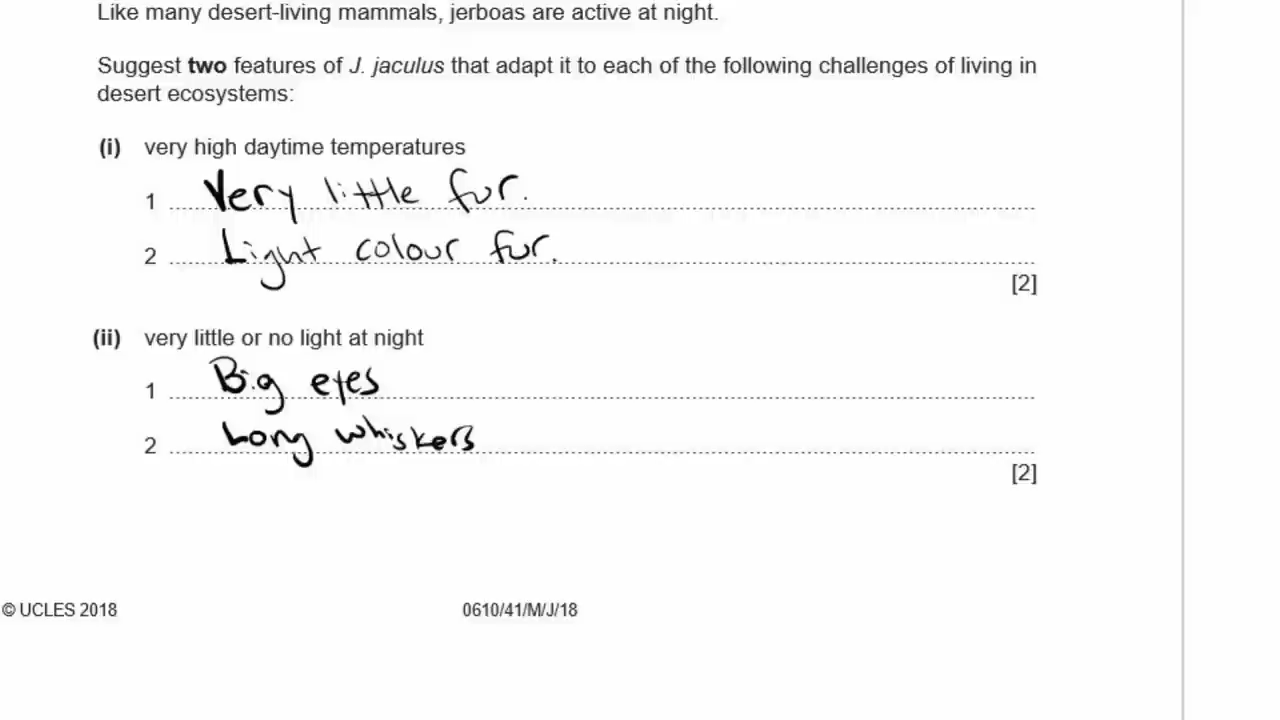 Like many desert-living mammals, jerboas are active at night.
Suggest two features of J. jaculus that adapt it to each of the following challenges of living in
desert ecosystems:
(i) very high daytime temperatures
1 Very little fur.
2 Light colour fur.
[2]
(ii) very little or no light at night
1 Big eyes
2 Long whiskers
[2]
© UCLES 2018 0610/41/M/J/18